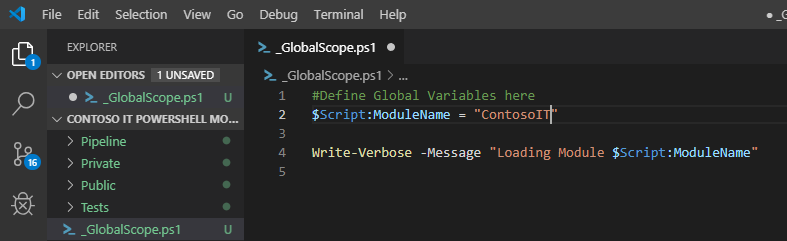 File Edit Selection View Go Debug Terminal Help ● _Gl
EXPLORER
OPEN EDITORS 1 UNSAVED
● _GlobalScope.ps1 U
CONTOSO IT POWERSHELL MO...
> Pipeline
> Private
> Public
> Tests
_GlobalScope.ps1 U
1
16
_GlobalScope.ps1 ●
_GlobalScope.ps1 > ...
1 #Define Global Variables here
2 $Script:ModuleName = "ContosoIT"
3
4 Write-Verbose -Message "Loading Module $Script:ModuleName"
5